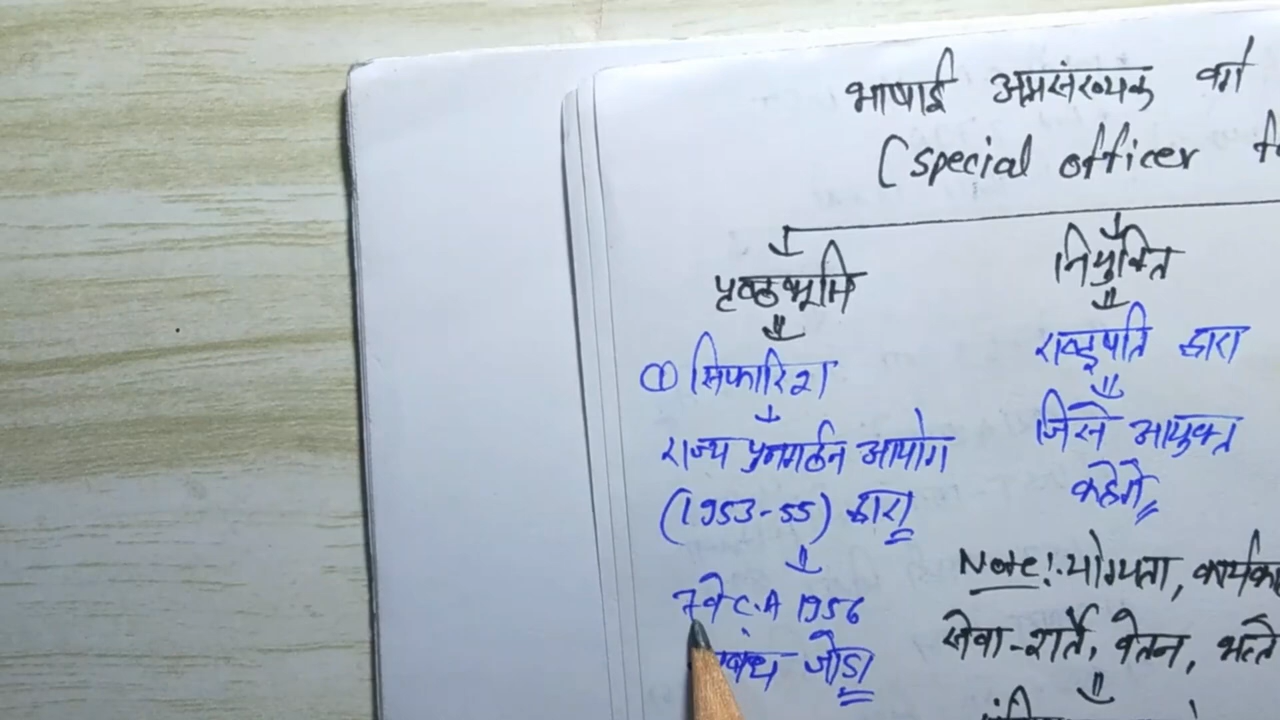 भाषाई अल्पसंख्यक को
(special officer
पृष्ठभूमि
① सिफारिश
राज्य पुनर्गठन आयोग
(1953-55) द्वारा
7वे C.A 1956
जोडा
नियुक्ति
राष्ट्रपति द्वारा
जिसे आयुक्त
कहेगे
Note:- योग्यता,
सेवा-शर्ते, वेतन, भत्ते